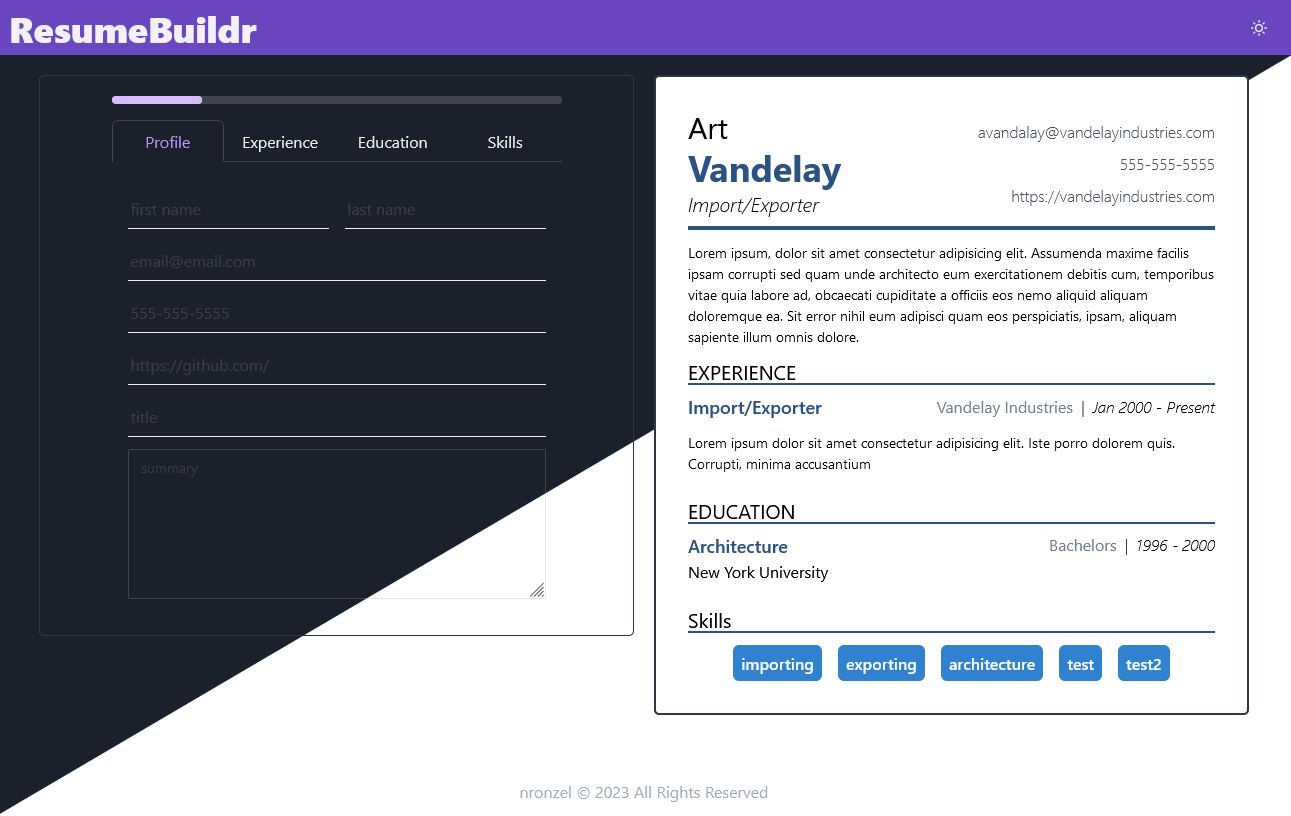 ResumeBuildr
Profile Experience Education Skills
first name last name
email@email.com
555-555-5555
https://github.com/
title
summary
Art
Vandelay
Import/Exporter
avandalay@vandelayindustries.com
555-555-5555
https://vandelayindustries.com
Lorem ipsum, dolor sit amet consectetur adipisicing elit. Assumenda maxime facilis
ipsam corrupti sed quam unde architecto eum exercitationem debitis cum, temporibus
vitae quia labore ad, obcaecati cupiditate a officiis eos nemo aliquid aliquam
doloremque ea. Sit error nihil eum adipisci quam eos perspiciatis, ipsam, aliquam
sapiente illum omnis dolore.
EXPERIENCE
Import/Exporter Vandelay Industries | Jan 2000 - Present
Lorem ipsum dolor sit amet consectetur adipisicing elit. Iste porro dolorem quis.
Corrupti, minima accusantium
EDUCATION
Architecture Bachelors | 1996 - 2000
New York University
Skills
importing exporting architecture test test2
nronzel © 2023 All Rights Reserved